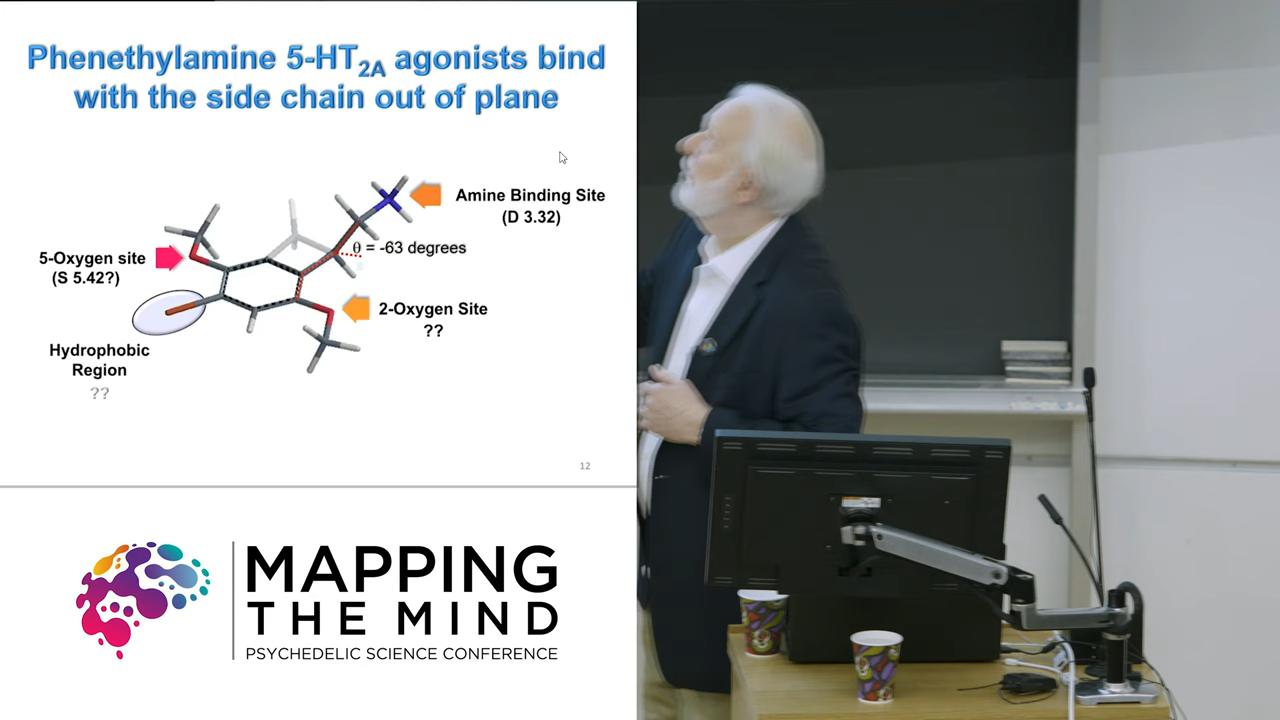 Phenethylamine 5-HT2A agonists bind
with the side chain out of plane
Amine Binding Site
(D 3.32)
θ = -63 degrees
5-Oxygen site
(S 5.42?)
2-Oxygen Site
??
Hydrophobic
Region
??
12
MAPPING
THE MIND
PSYCHEDELIC SCIENCE CONFERENCE